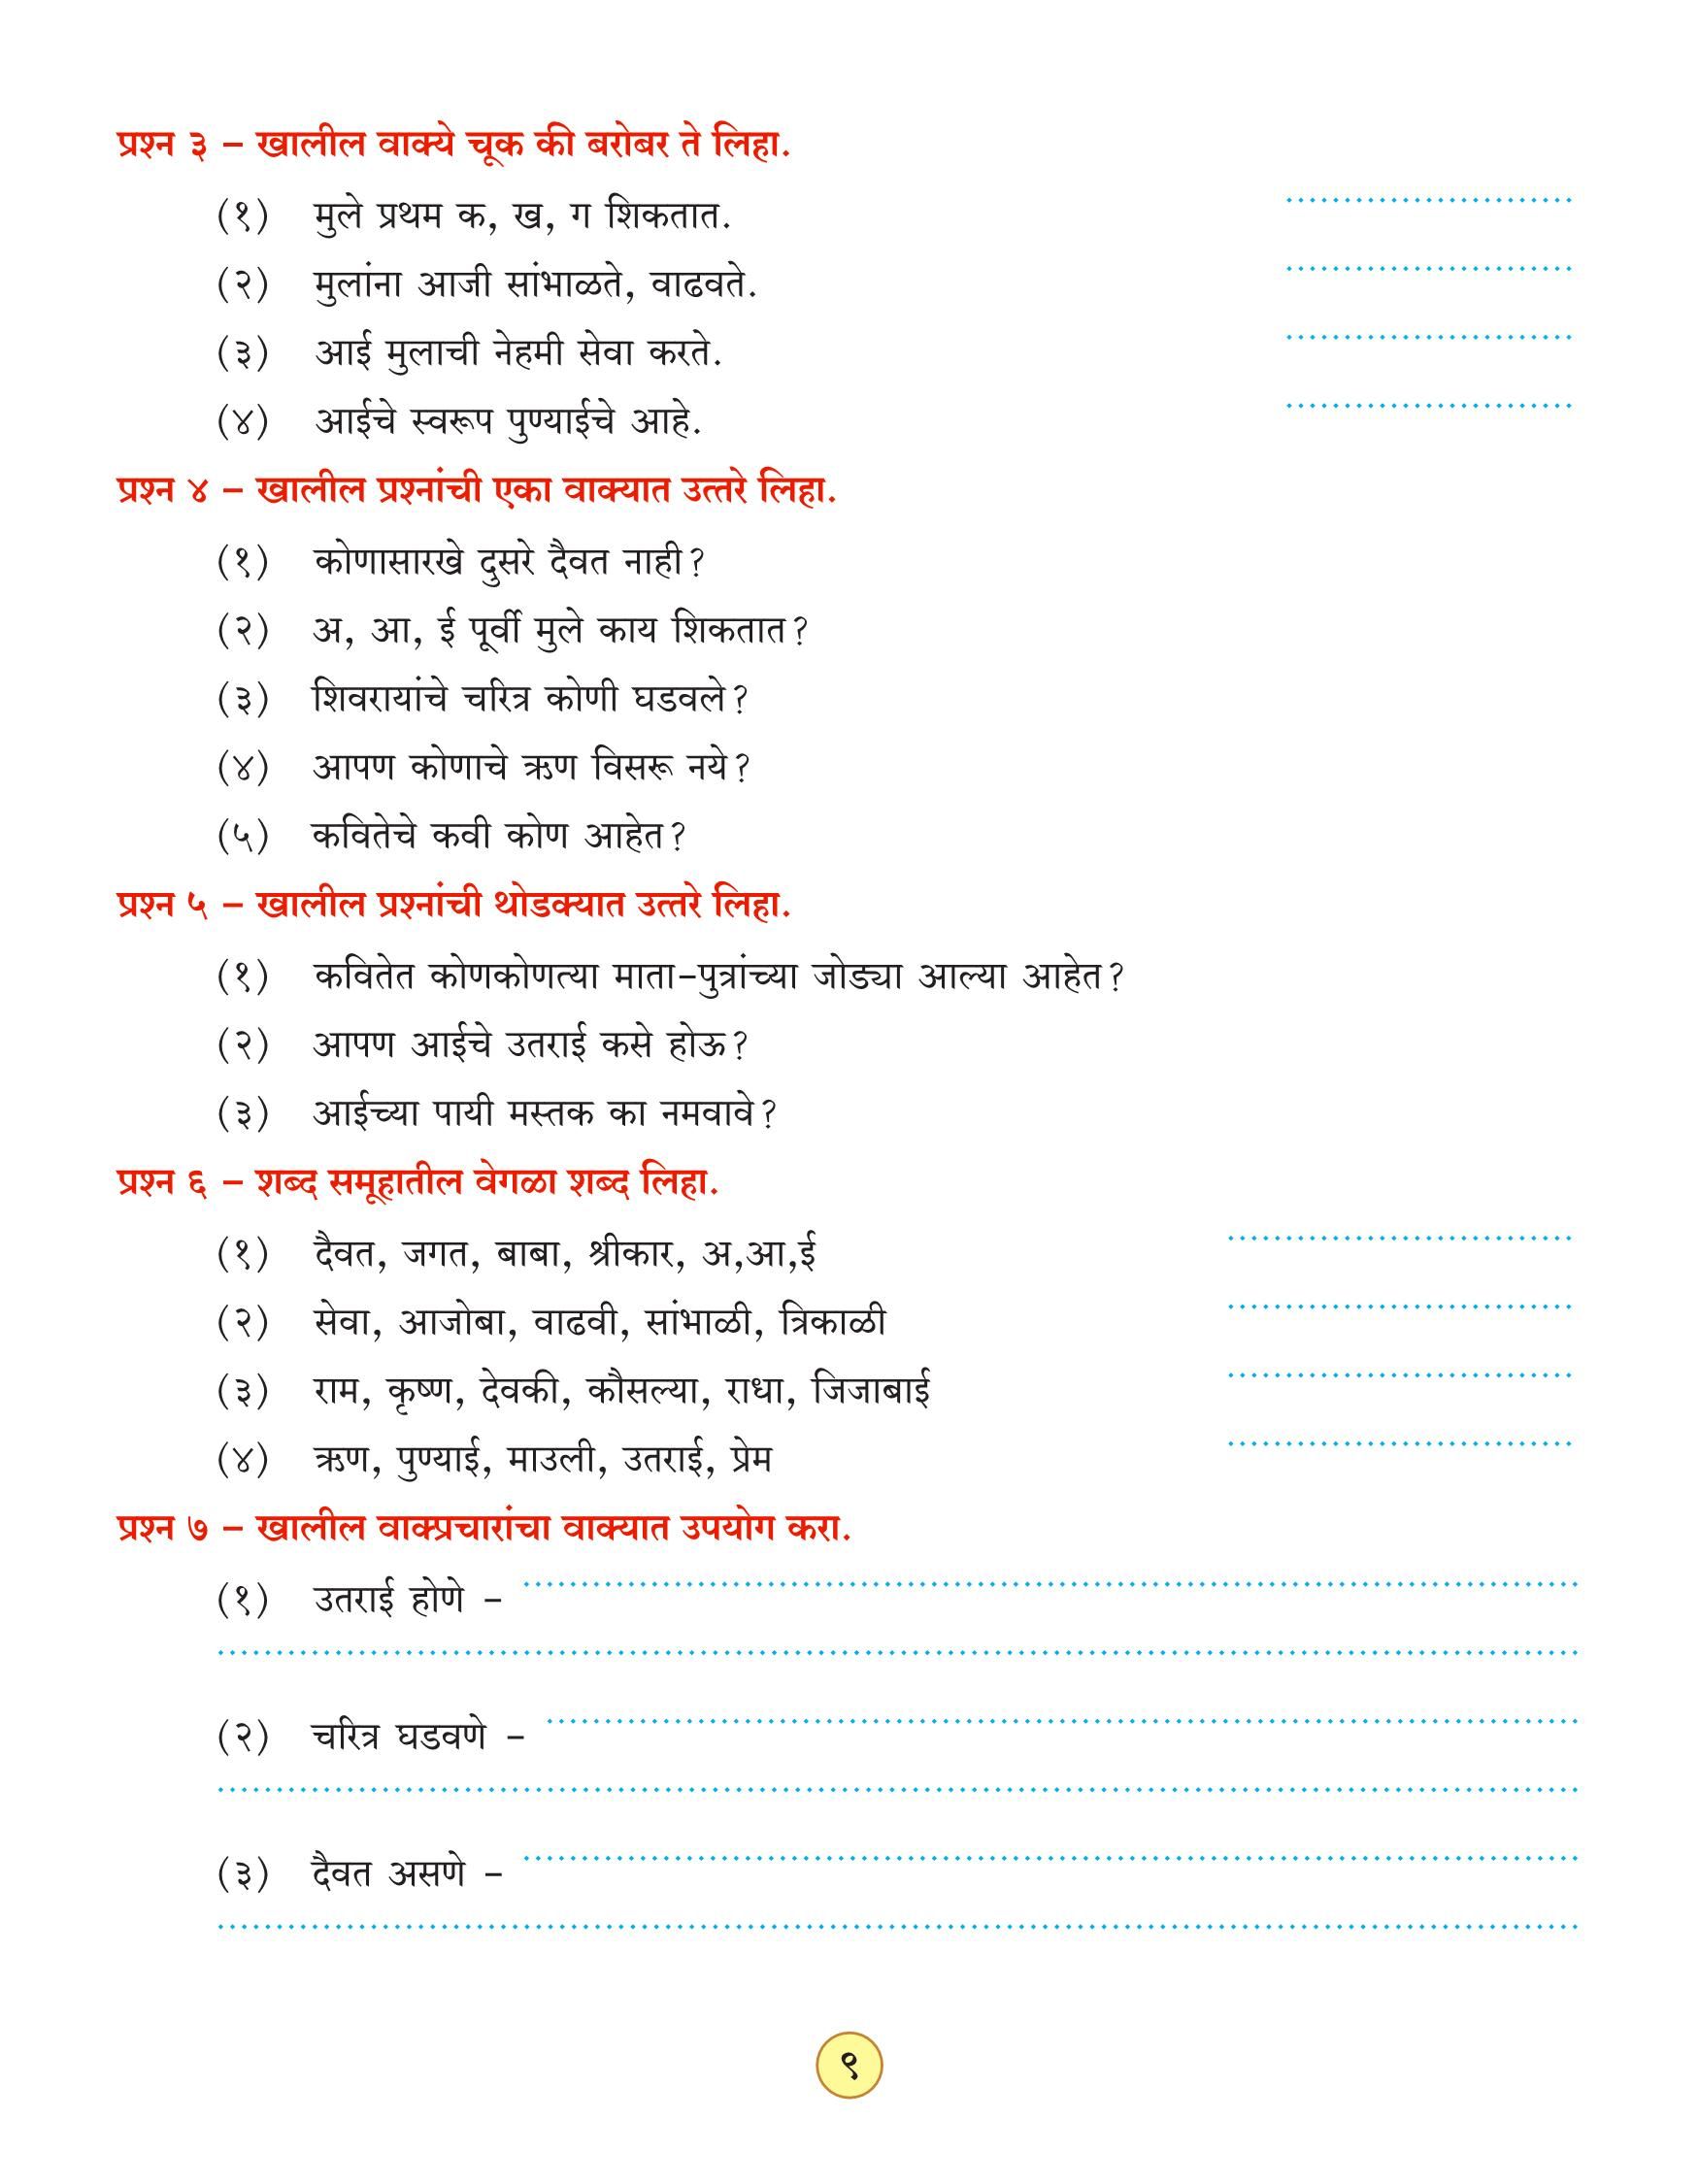 प्रश्न ३ – खालील वाक्ये चूक की बरोबर ते लिहा.
(१) मुले प्रथम क, ख, ग शिकतात. ........................
(२) मुलांना आजी सांभाळते, वाढवते. ........................
(३) आई मुलाची नेहमी सेवा करते. ........................
(४) आईचे स्वरूप पुण्याईचे आहे. ........................
प्रश्न ४ – खालील प्रश्नांची एका वाक्यात उत्तरे लिहा.
(१) कोणासारखे दुसरे दैवत नाही?
(२) अ, आ, ई पूर्वी मुले काय शिकतात?
(३) शिवरायांचे चरित्र कोणी घडवले?
(४) आपण कोणाचे ऋण विसरू नये?
(५) कवितेचे कवी कोण आहेत?
प्रश्न ५ – खालील प्रश्नांची थोडक्यात उत्तरे लिहा.
(१) कवितेत कोणकोणत्या माता-पुत्रांच्या जोड्या आल्या आहेत?
(२) आपण आईचे उतराई कसे होऊ?
(३) आईच्या पायी मस्तक का नमवावे?
प्रश्न ६ – शब्द समूहातील वेगळा शब्द लिहा.
(१) दैवत, जगत, बाबा, श्रीकार, अ,आ,ई ........................
(२) सेवा, आजोबा, वाढवी, सांभाळी, त्रिकाळी ........................
(३) राम, कृष्ण, देवकी, कौसल्या, राधा, जिजाबाई ........................
(४) ऋण, पुण्याई, माउली, उतराई, प्रेम ........................
प्रश्न ७ – खालील वाक्प्रचारांचा वाक्यात उपयोग करा.
(१) उतराई होणे – ........................
........................
(२) चरित्र घडवणे – ........................
........................
(३) दैवत असणे – ........................
........................
९